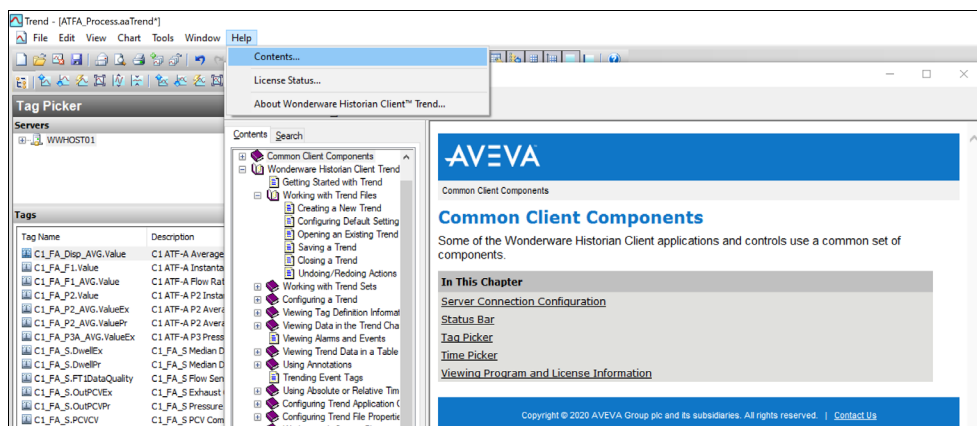 Trend - [ATFA_Process.aaTrend*]
File Edit View Chart Tools Window Help
Contents...
License Status...
About Wonderware Historian Client™ Trend...
Tag Picker
Servers
WWHOST01
Tags
Tag Name Description
C1_FA_Disp_AVG.Value C1 ATF-A Average
C1_FA_F1.Value C1 ATF-A Instanta
C1_FA_F1_AVG.Value C1 ATF-A Flow Rat
C1_FA_P2.Value C1 ATF-A P2 Insta
C1_FA_P2_AVG.ValueEx C1 ATF-A P2 Avera
C1_FA_P2_AVG.ValuePr C1 ATF-A P2 Avera
C1_FA_P3A_AVG.ValueEx C1 ATF-A P3 Press
C1_FA_S.DwellEx C1_FA_S Median D
C1_FA_S.DwellPr C1_FA_S Median D
C1_FA_S.FT1DataQuality C1_FA_S Flow Sen
C1_FA_S.OutPCVEx C1_FA_S Exhaust
C1_FA_S.OutPCVPr C1_FA_S Pressure
C1_FA_S.PCVCV C1_FA_S PCV Com
Contents Search
Common Client Components
Wonderware Historian Client Trend
Getting Started with Trend
Working with Trend Files
Creating a New Trend
Configuring Default Setting
Opening an Existing Trend
Saving a Trend
Closing a Trend
Undoing/Redoing Actions
Working with Trend Sets
Configuring a Trend
Viewing Tag Definition Informat
Viewing Data in the Trend Cha
Viewing Alarms and Events
Viewing Trend Data in a Table
Using Annotations
Trending Event Tags
Using Absolute or Relative Tim
Configuring Trend Application
Configuring Trend File Propertie
AVEVA
Common Client Components
Common Client Components
Some of the Wonderware Historian Client applications and controls use a common set of
components.
In This Chapter
Server Connection Configuration
Status Bar
Tag Picker
Time Picker
Viewing Program and License Information
Copyright © 2020 AVEVA Group plc and its subsidiaries. All rights reserved. | Contact Us